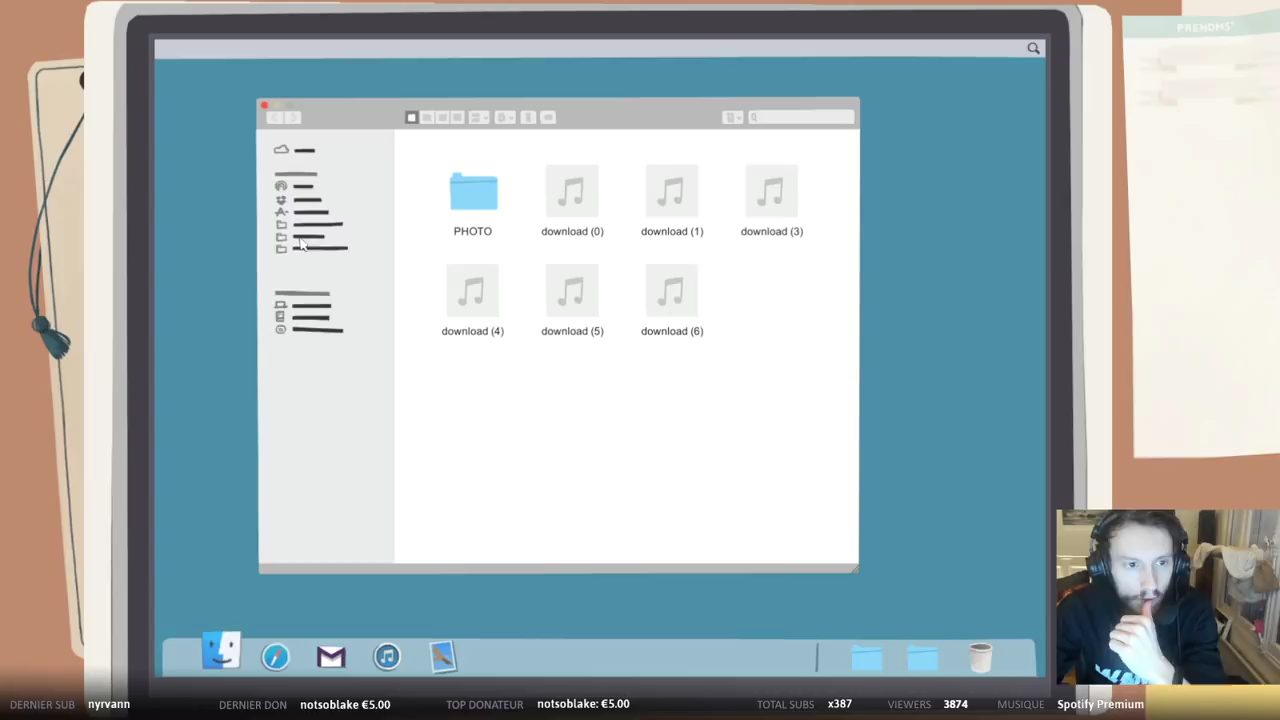 PRENOMS
PHOTO
download (0)
download (1)
download (3)
download (4)
download (5)
download (6)
DERNIER SUB nyrvann
DERNIER DON notsoblake €5.00
TOP DONATEUR notsoblake: €5.00
TOTAL SUBS x387
VIEWERS 3874
MUSIQUE Spotify Premium